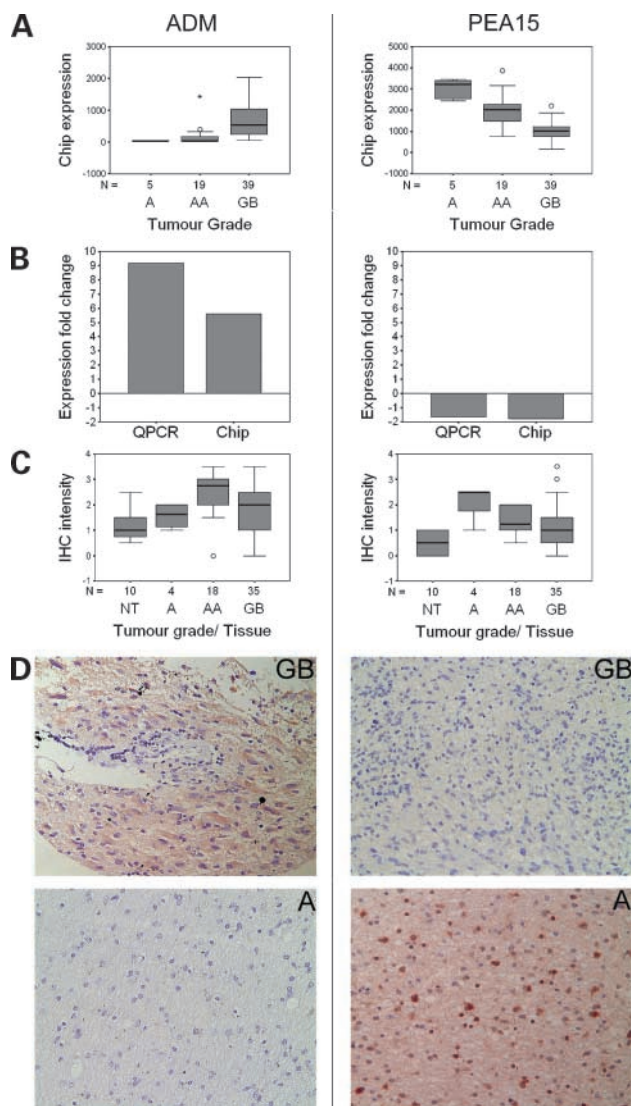 ADM
PEA15
A
Chip expression
3000
2000
1000
0
-1000
N = 5 19 39
A AA GB
Tumour Grade
Chip expression
5000
4000
3000
2000
1000
0
-1000
N = 5 19 39
A AA GB
Tumour Grade
B
Expression fold change
10
9
8
7
6
5
4
3
2
1
0
-1
-2
QPCR Chip
Expression fold change
10
9
8
7
6
5
4
3
2
1
0
-1
-2
QPCR Chip
C
IHC intensity
4
3
2
1
0
-1
N = 10 4 18 35
NT A AA GB
Tumour grade/ Tissue
IHC intensity
4
3
2
1
0
-1
N = 10 4 18 35
NT A AA GB
Tumour grade/ Tissue
D
GB
GB
A
A